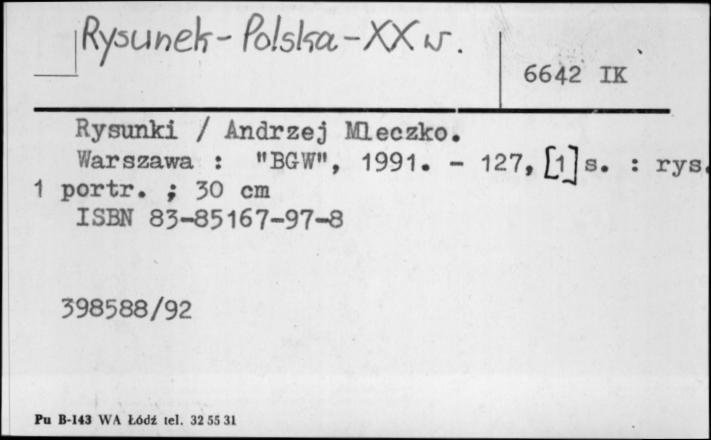 Rysunek - Polska - XX w.
6642 IK
Rysunki / Andrzej Mleczko.
Warszawa : "BGW", 1991. - 127, [1] s. : rys.
1 portr. ; 30 cm
ISBN 83-85167-97-8
398588/92
Pu B-143 WA Łódź tel. 32 55 31